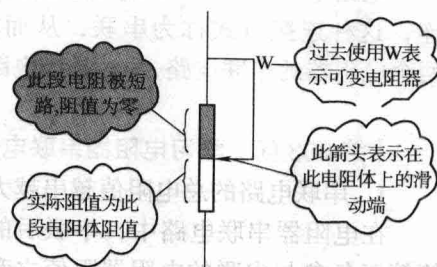 此段电阻被短
路,阻值为零
实际阻值为此
段电阻体阻值
W
过去使用W表
示可变电阻器
此箭头表示在
此电阻体上的滑
动端